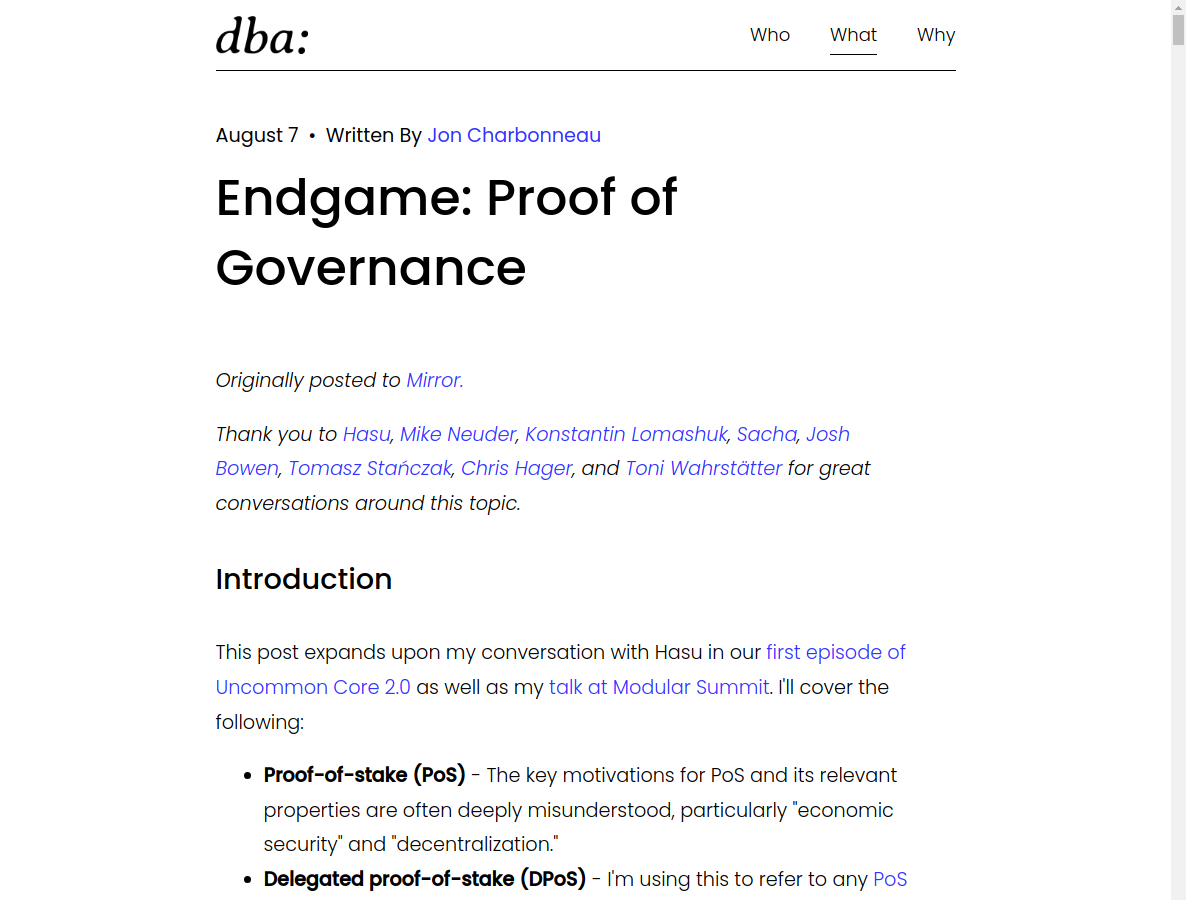 dba:
Who What Why
August 7 • Written By Jon Charbonneau
Endgame: Proof of
Governance
Originally posted to Mirror.
Thank you to Hasu, Mike Neuder, Konstantin Lomashuk, Sacha, Josh
Bowen, Tomasz Stańczak, Chris Hager, and Toni Wahrstätter for great
conversations around this topic.
Introduction
This post expands upon my conversation with Hasu in our first episode of
Uncommon Core 2.0 as well as my talk at Modular Summit. I'll cover the
following:
• Proof-of-stake (PoS) - The key motivations for PoS and its relevant
properties are often deeply misunderstood, particularly "economic
security" and "decentralization."
• Delegated proof-of-stake (DPoS) - I'm using this to refer to any PoS